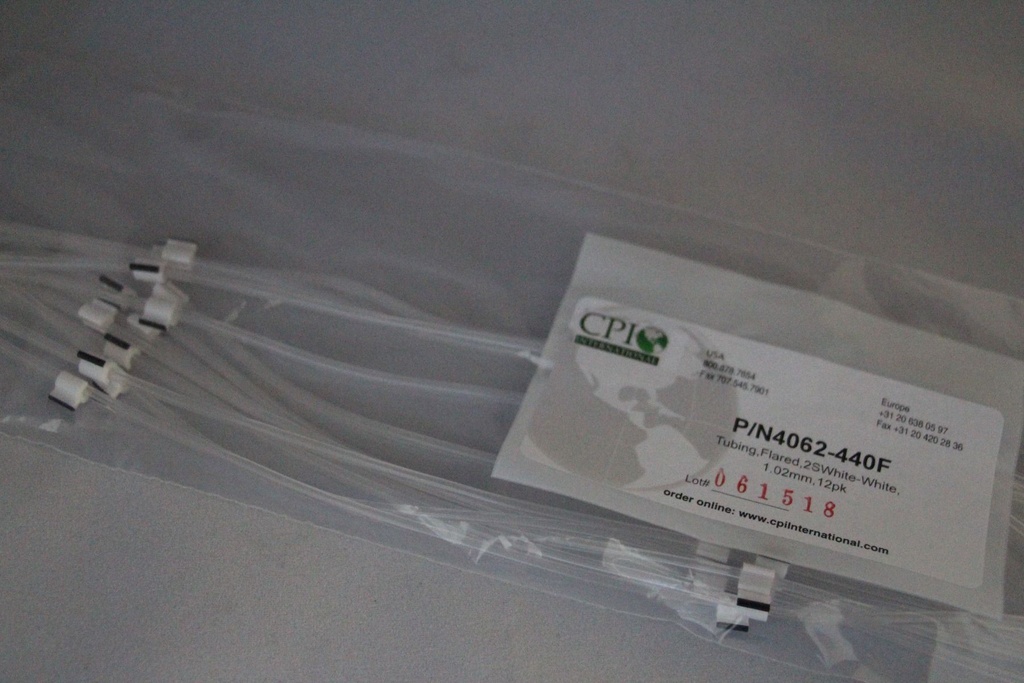 CPI
INTERNATIONAL
USA
800.878.7654
Fax 707.545.7901
Europe
+31 20 638 05 97
Fax +31 20 420 28 36
P/N4062-440F
Tubing,Flared,2SWhite-White,
1.02mm,12pk
Lot# 061518
order online: www.cpiInternational.com